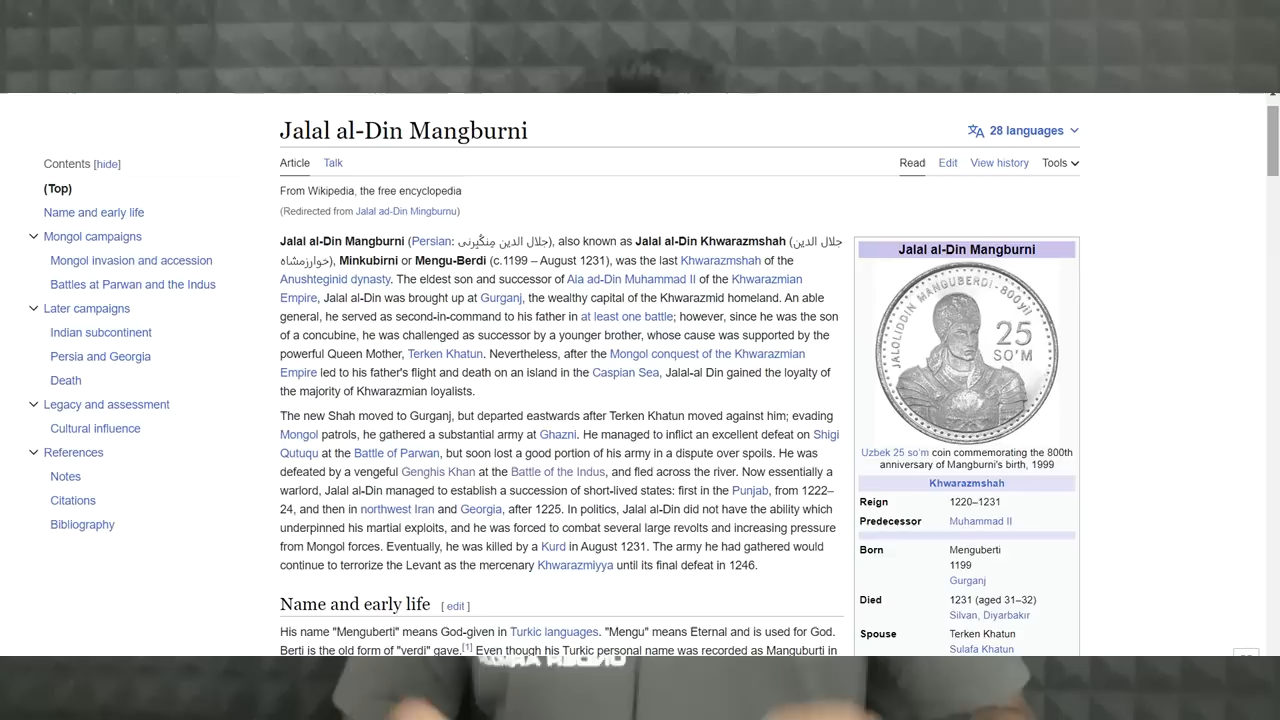 Jalal al-Din Mangburni
28 languages
Contents [hide]
(Top)
Name and early life
Mongol campaigns
Mongol invasion and accession
Battles at Parwan and the Indus
Later campaigns
Indian subcontinent
Persia and Georgia
Death
Legacy and assessment
Cultural influence
References
Notes
Citations
Bibliography
Article Talk
Read Edit View history Tools
From Wikipedia, the free encyclopedia
(Redirected from Jalal ad-Din Mingburnu)
Jalal al-Din Mangburni (Persian: جلال الدین مِنکُبِرنی), also known as Jalal al-Din Khwarazmshah (جلال الدین
خوارزمشاه), Minkubirni or Mengu-Berdi (c.1199 – August 1231), was the last Khwarazmshah of the
Anushteginid dynasty. The eldest son and successor of Ala ad-Din Muhammad II of the Khwarazmian
Empire, Jalal al-Din was brought up at Gurganj, the wealthy capital of the Khwarazmid homeland. An able
general, he served as second-in-command to his father in at least one battle; however, since he was the son
of a concubine, he was challenged as successor by a younger brother, whose cause was supported by the
powerful Queen Mother, Terken Khatun. Nevertheless, after the Mongol conquest of the Khwarazmian
Empire led to his father's flight and death on an island in the Caspian Sea, Jalal-al Din gained the loyalty of
the majority of Khwarazmian loyalists.
The new Shah moved to Gurganj, but departed eastwards after Terken Khatun moved against him; evading
Mongol patrols, he gathered a substantial army at Ghazni. He managed to inflict an excellent defeat on Shigi
Qutuqu at the Battle of Parwan, but soon lost a good portion of his army in a dispute over spoils. He was
defeated by a vengeful Genghis Khan at the Battle of the Indus, and fled across the river. Now essentially a
warlord, Jalal al-Din managed to establish a succession of short-lived states: first in the Punjab, from 1222–
24, and then in northwest Iran and Georgia, after 1225. In politics, Jalal al-Din did not have the ability which
underpinned his martial exploits, and he was forced to combat several large revolts and increasing pressure
from Mongol forces. Eventually, he was killed by a Kurd in August 1231. The army he had gathered would
continue to terrorize the Levant as the mercenary Khwarazmiyya until its final defeat in 1246.
Name and early life [ edit ]
His name "Menguberti" means God-given in Turkic languages. "Mengu" means Eternal and is used for God.
Berti is the old form of "verdi" gave.[1] Even though his Turkic personal name was recorded as Manguburti in
Jalal al-Din Mangburni
JALOLIDDIN MANGUBERDI - 800 yil
25
SO'M
Uzbek 25 soʻm coin commemorating the 800th
anniversary of Mangburni's birth, 1999
Khwarazmshah
Reign 1220–1231
Predecessor Muhammad II
Born Menguberti
1199
Gurganj
Died 1231 (aged 31–32)
Silvan, Diyarbakır
Spouse Terken Khatun
Sulafa Khatun